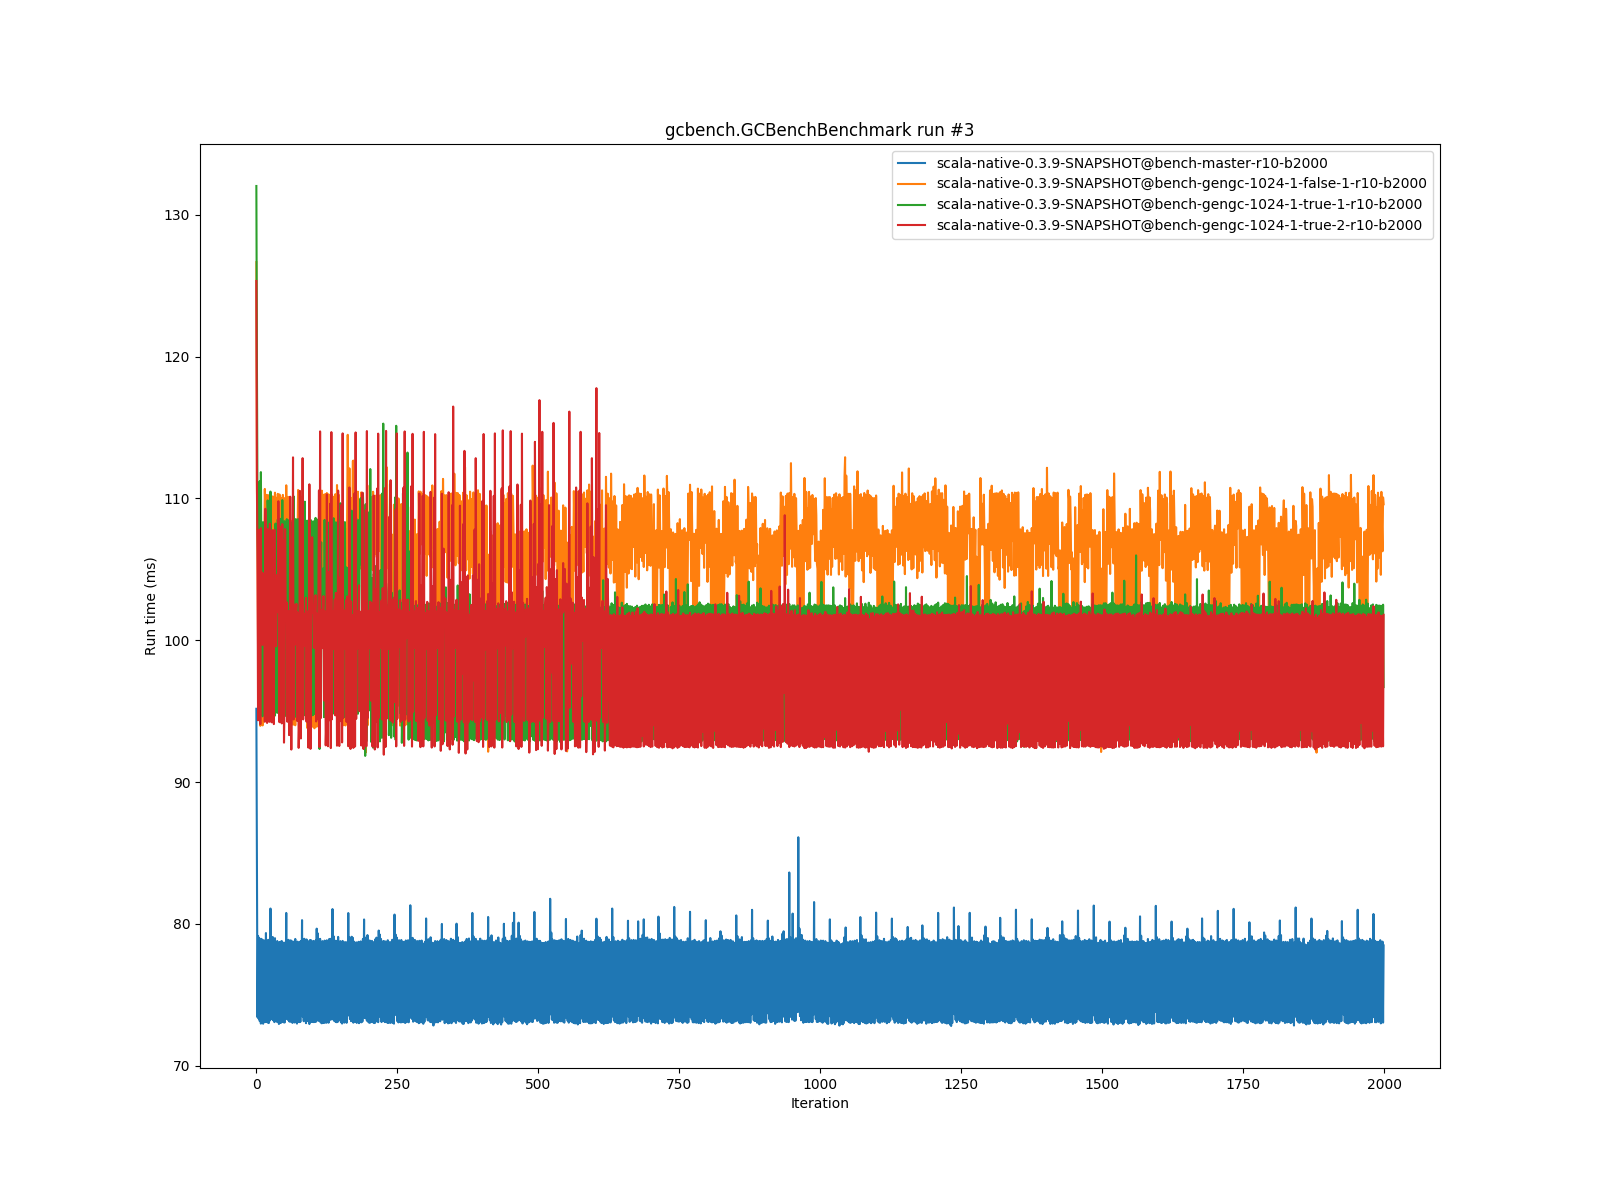 gcbench.GCBenchBenchmark run #3
scala-native-0.3.9-SNAPSHOT@bench-master-r10-b2000
scala-native-0.3.9-SNAPSHOT@bench-gengc-1024-1-false-1-r10-b2000
scala-native-0.3.9-SNAPSHOT@bench-gengc-1024-1-true-1-r10-b2000
scala-native-0.3.9-SNAPSHOT@bench-gengc-1024-1-true-2-r10-b2000
130
120
110
100
90
80
70
Run time (ms)
0 250 500 750 1000 1250 1500 1750 2000
Iteration